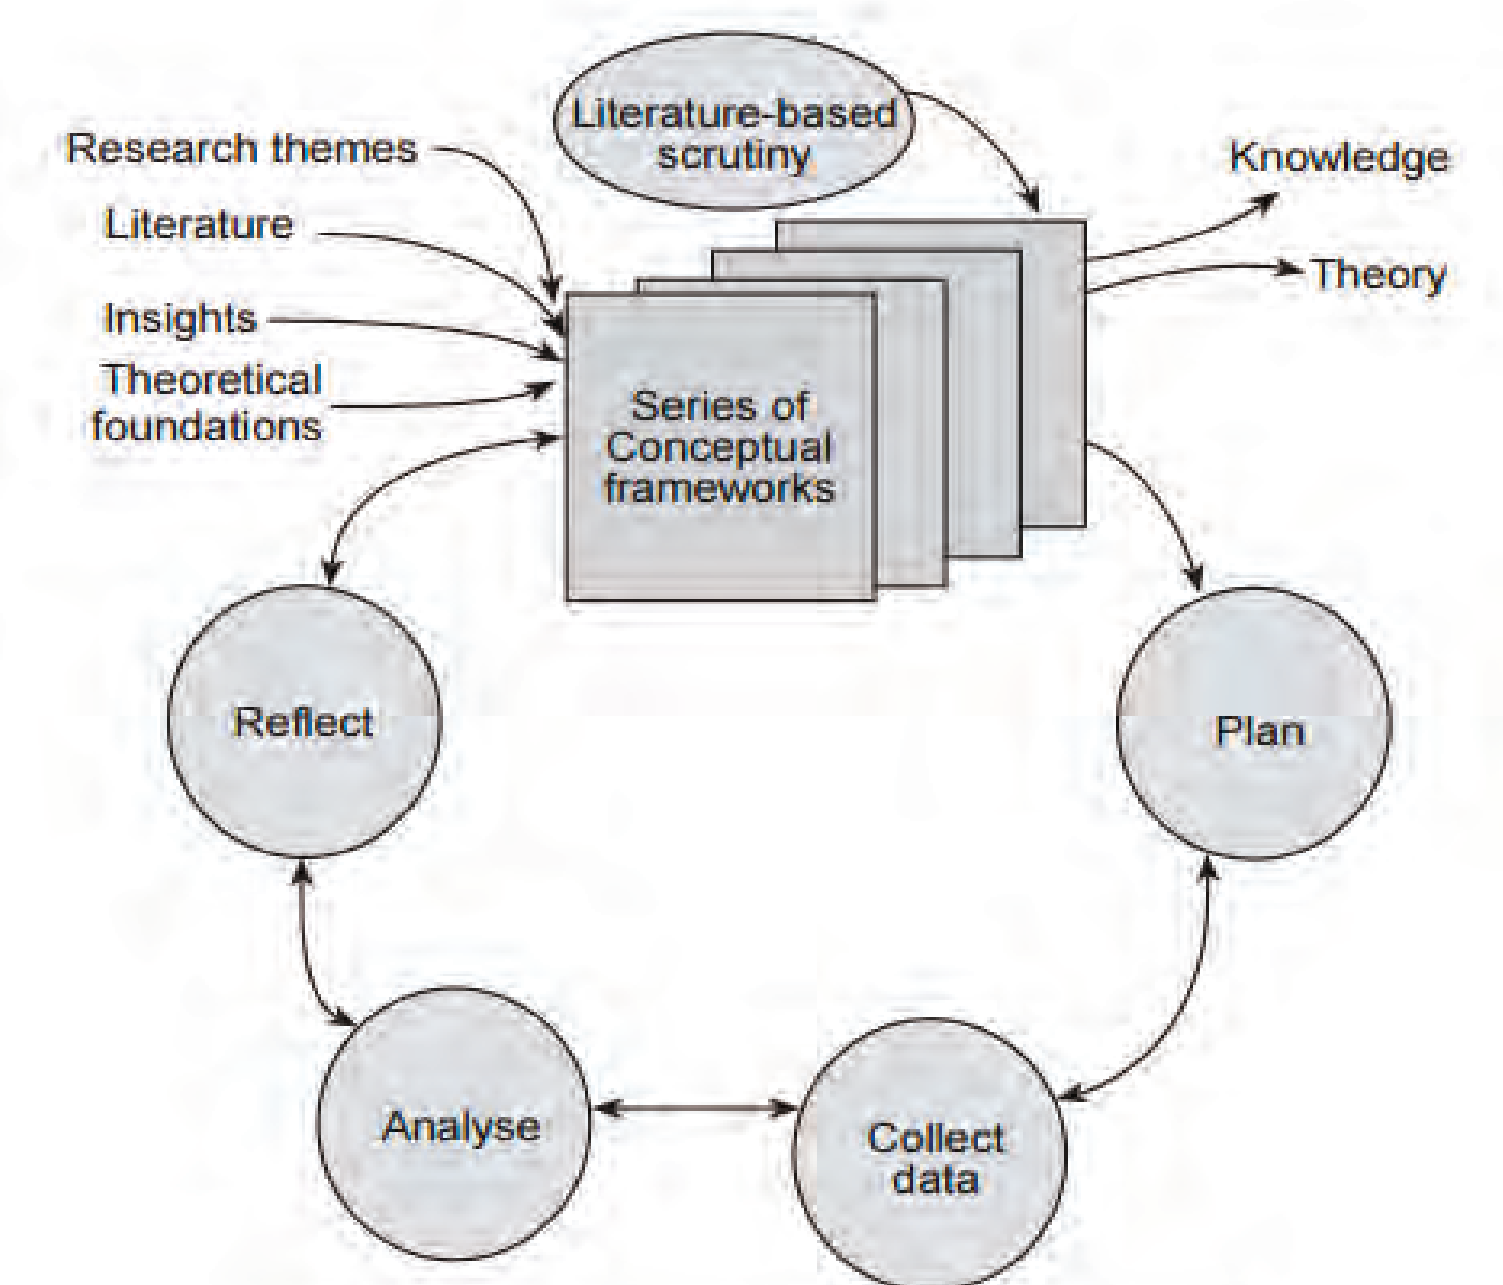 Literature-based
scrutiny
Research themes
Literature
Insights
Theoretical
foundations
Knowledge
Theory
Series of
Conceptual
frameworks
Reflect
Plan
Analyse
Collect
data